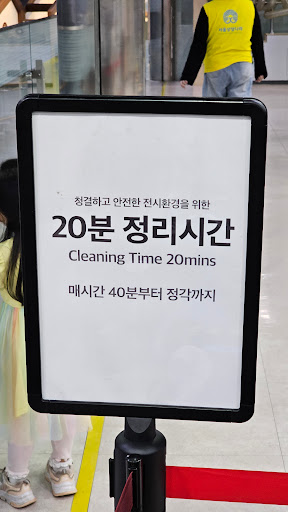 청결하고 안전한 전시환경을 위한
20분 정리시간
Cleaning Time 20mins
매시간 40분부터 정각까지